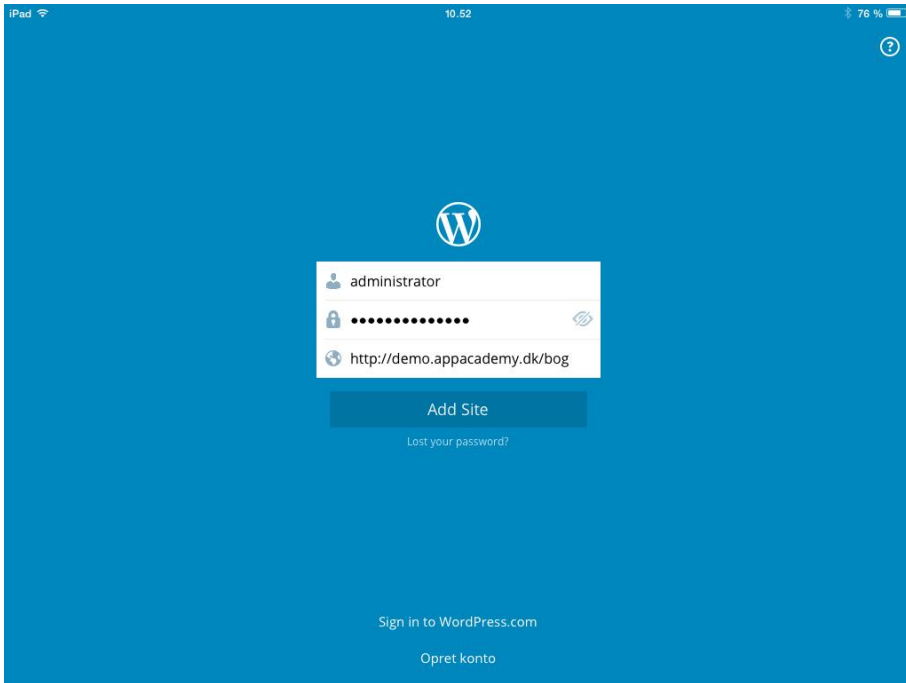 iPad 10.52 76 %
?
administrator
••••••••••••••
http://demo.appacademy.dk/bog
Add Site
Lost your password?
Sign in to WordPress.com
Opret konto